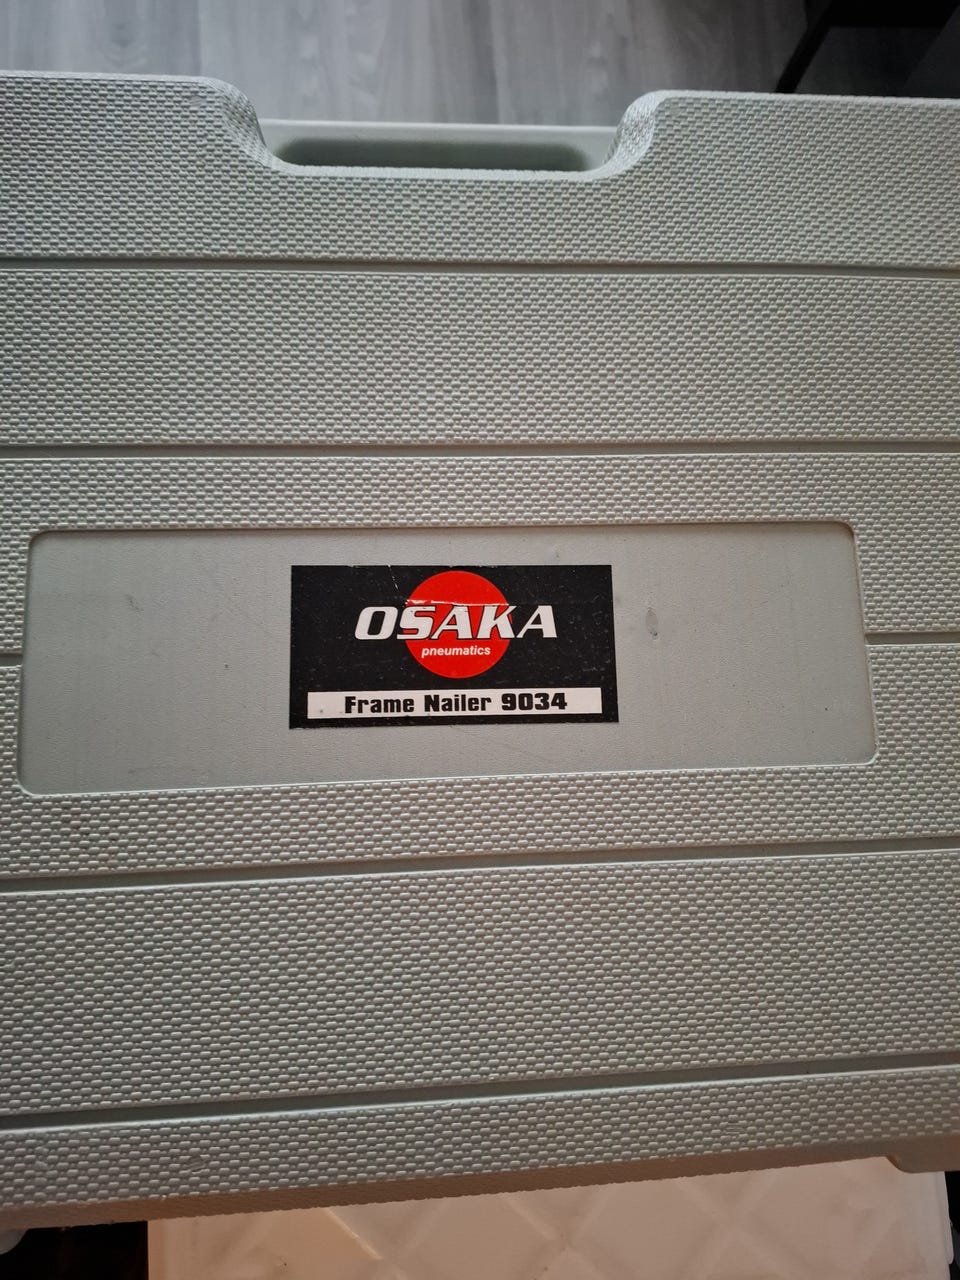 OSAKA
pneumatics
Frame Nailer 9034